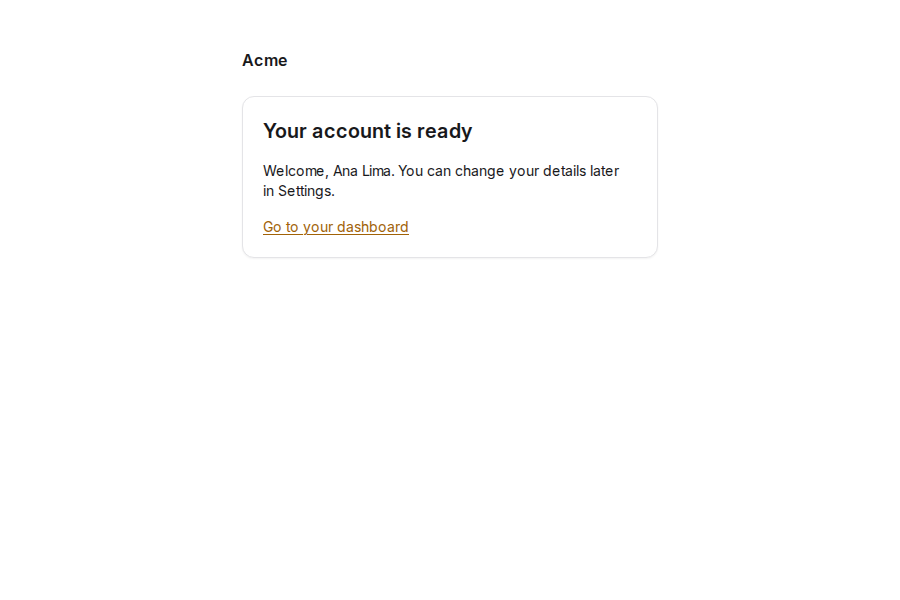 Acme
Your account is ready
Welcome, Ana Lima. You can change your details later
in Settings.
Go to your dashboard